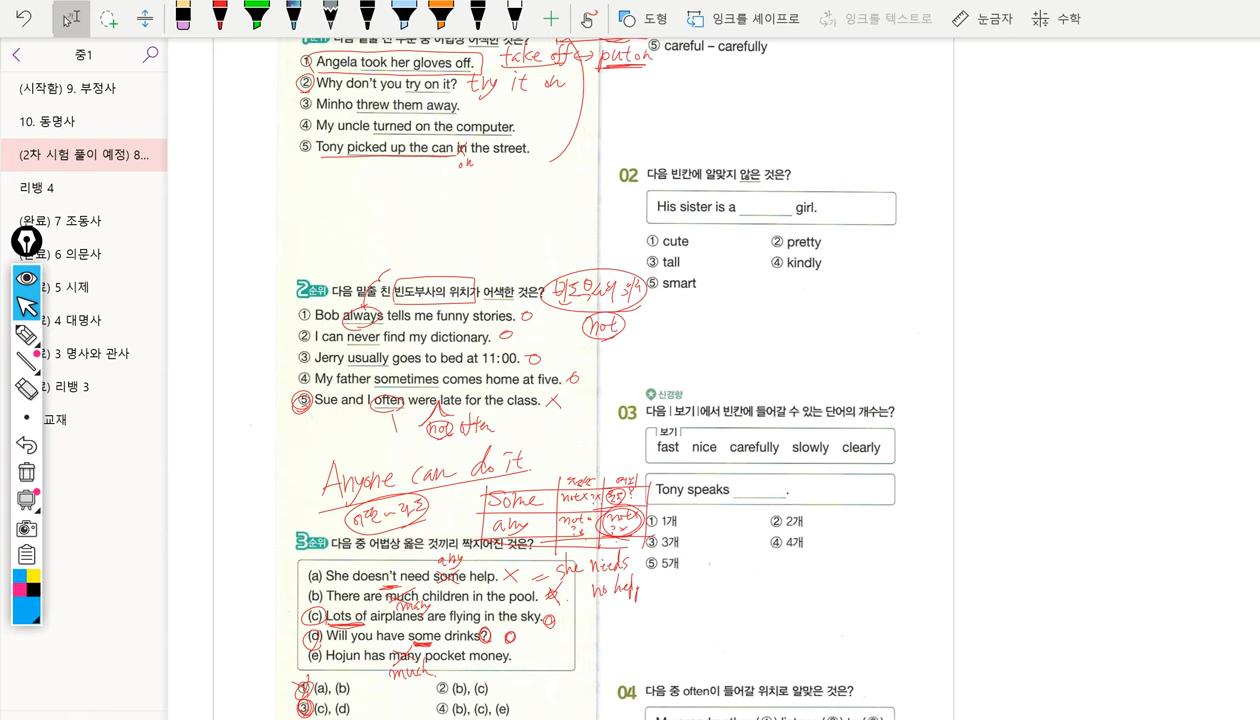 도형
잉크를 셰이프로
잉크를 텍스트로
눈금자
수학
중1
(시작함) 9. 부정사
10. 동명사
(2차 시험 풀이 예정) 8...
리뱅 4
(완료) 7 조동사
료) 6 의문사
료) 5 시제
료) 4 대명사
료) 3 명사와 관사
료) 리뱅 3
교재
① Angela took her gloves off.
take off ↔ put on
② Why don't you try on it?
try it on
③ Minho threw them away.
④ My uncle turned on the computer.
⑤ Tony picked up the can in the street.
on
2순위 다음 밑줄 친 빈도부사의 위치가 어색한 것은?
빈도부사의 위치
not
① Bob always tells me funny stories.
② I can never find my dictionary.
③ Jerry usually goes to bed at 11:00.
④ My father sometimes comes home at five.
⑤ Sue and I often were late for the class.
not often
Anyone can do it
some
any
3순위 다음 중 어법상 옳은 것끼리 짝지어진 것은?
any
(a) She doesn't need some help.
= she needs
no help
(b) There are much children in the pool.
many
(c) Lots of airplanes are flying in the sky.
(d) Will you have some drinks?
(e) Hojun has many pocket money.
much.
① (a), (b)
② (b), (c)
③ (c), (d)
④ (b), (c), (e)
⑤ careful – carefully
02 다음 빈칸에 알맞지 않은 것은?
His sister is a ________ girl.
① cute
② pretty
③ tall
④ kindly
⑤ smart
신경향
03 다음 | 보기 |에서 빈칸에 들어갈 수 있는 단어의 개수는?
보기
fast nice carefully slowly clearly
Tony speaks ________.
① 1개
② 2개
③ 3개
④ 4개
⑤ 5개
04 다음 중 often이 들어갈 위치로 알맞은 것은?